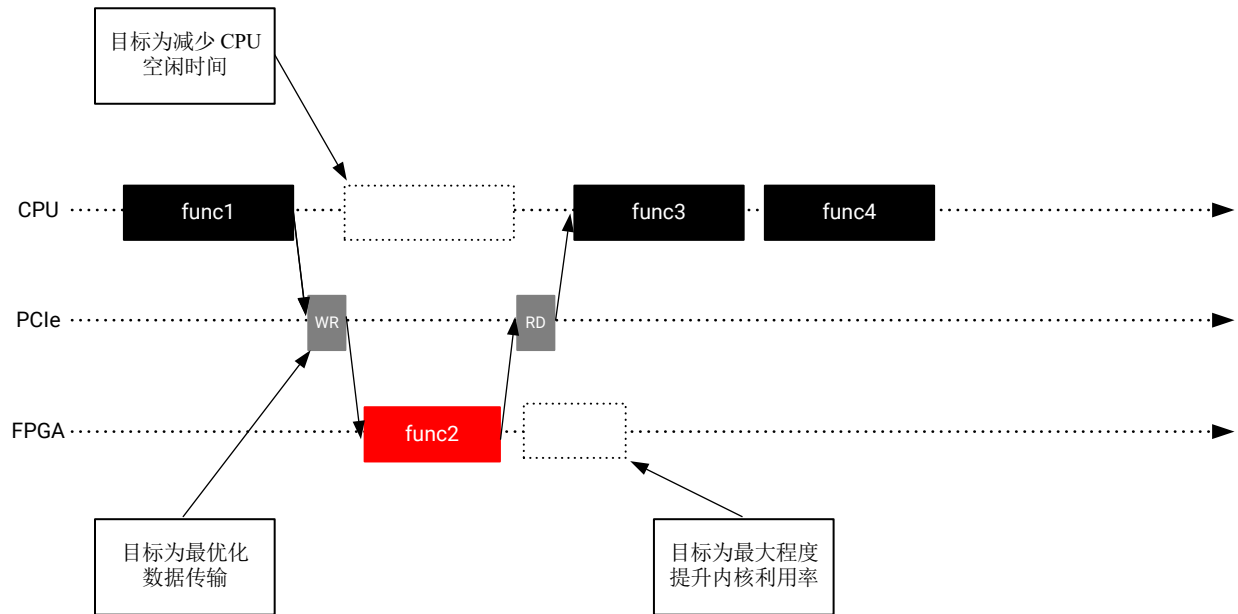 目标为减少 CPU
空闲时间
CPU
func1
func3
func4
PCIe
WR
RD
FPGA
func2
目标为最优化
数据传输
目标为最大程度
提升内核利用率